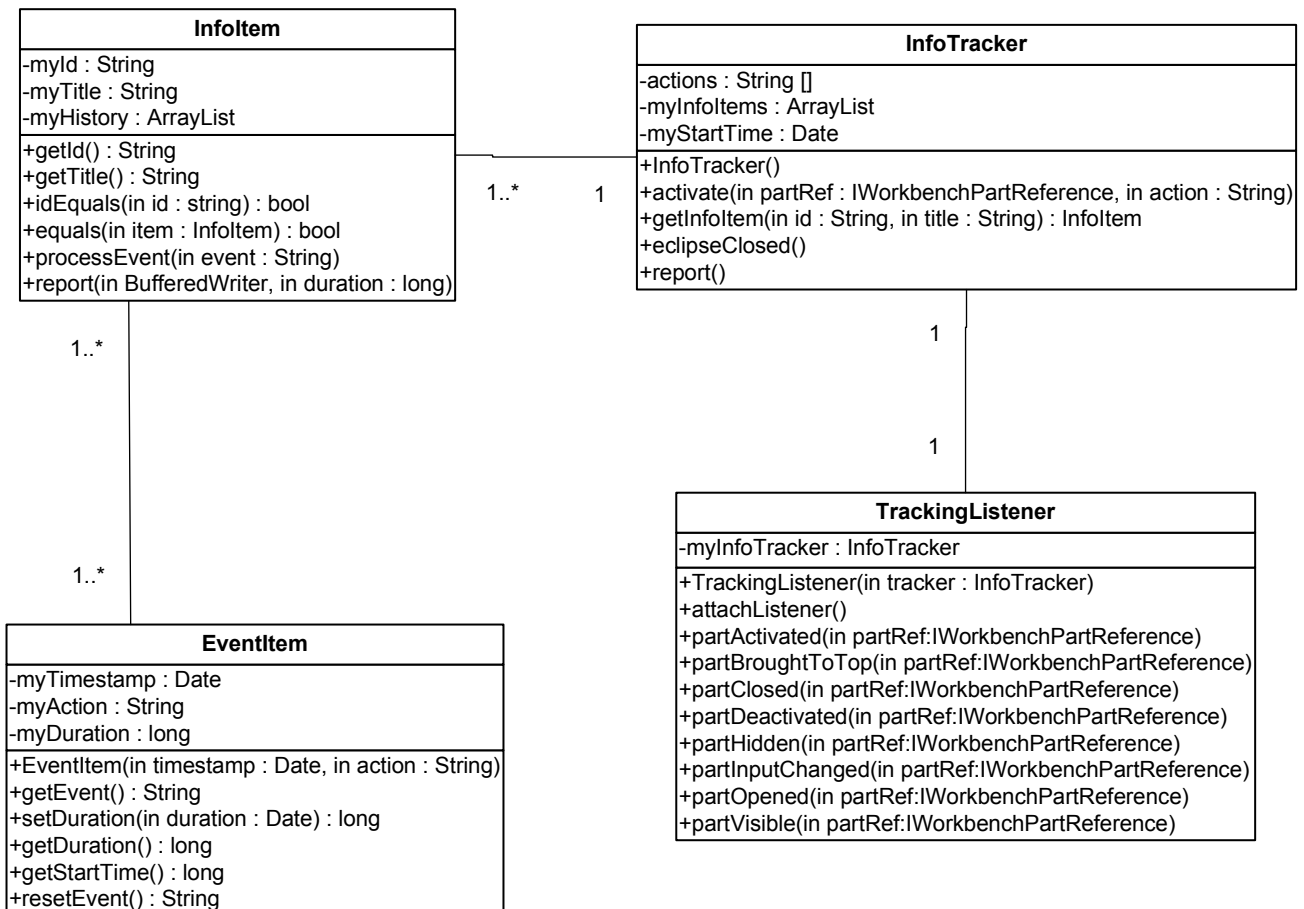 InfoItem
-myId : String
-myTitle : String
-myHistory : ArrayList
+getId() : String
+getTitle() : String
+idEquals(in id : string) : bool
+equals(in item : InfoItem) : bool
+processEvent(in event : String)
+report(in BufferedWriter, in duration : long)
InfoTracker
-actions : String []
-myInfoItems : ArrayList
-myStartTime : Date
+InfoTracker()
+activate(in partRef : IWorkbenchPartReference, in action : String)
+getInfoItem(in id : String, in title : String) : InfoItem
+eclipseClosed()
+report()
1..*
1
1..*
1..*
1
1
EventItem
-myTimestamp : Date
-myAction : String
-myDuration : long
+EventItem(in timestamp : Date, in action : String)
+getEvent() : String
+setDuration(in duration : Date) : long
+getDuration() : long
+getStartTime() : long
+resetEvent() : String
TrackingListener
-myInfoTracker : InfoTracker
+TrackingListener(in tracker : InfoTracker)
+attachListener()
+partActivated(in partRef:IWorkbenchPartReference)
+partBroughtToTop(in partRef:IWorkbenchPartReference)
+partClosed(in partRef:IWorkbenchPartReference)
+partDeactivated(in partRef:IWorkbenchPartReference)
+partHidden(in partRef:IWorkbenchPartReference)
+partInputChanged(in partRef:IWorkbenchPartReference)
+partOpened(in partRef:IWorkbenchPartReference)
+partVisible(in partRef:IWorkbenchPartReference)